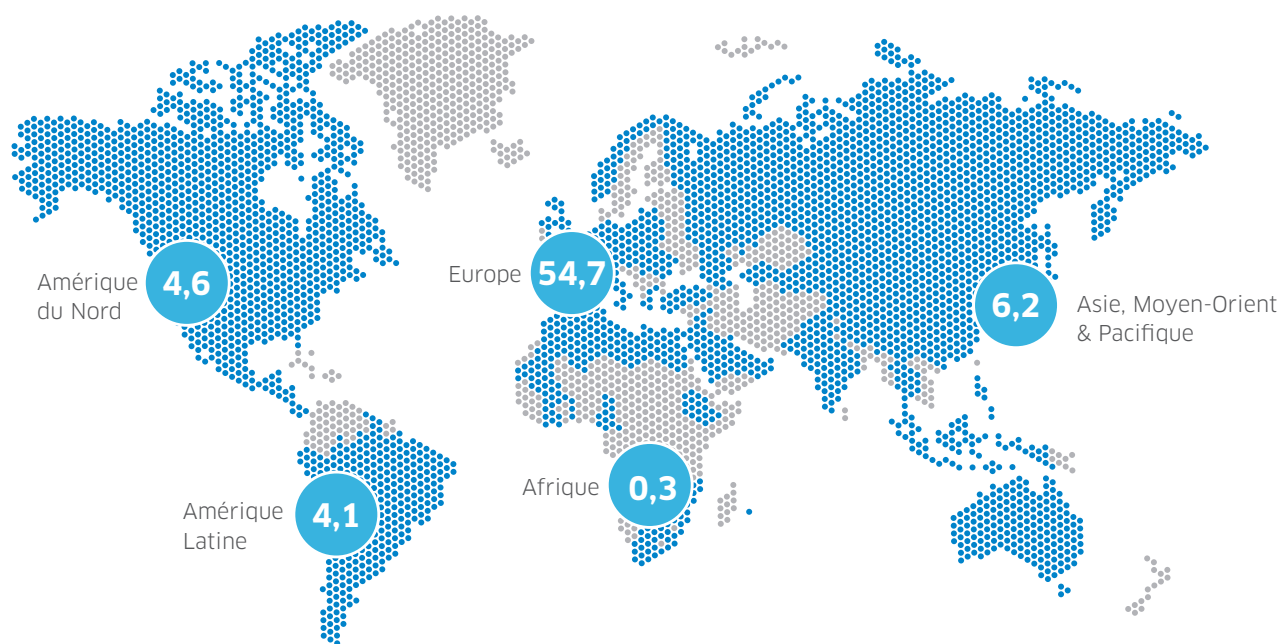 Amérique
du Nord
4,6
Europe
54,7
6,2
Asie, Moyen-Orient
& Pacifique
Amérique
Latine
4,1
Afrique
0,3